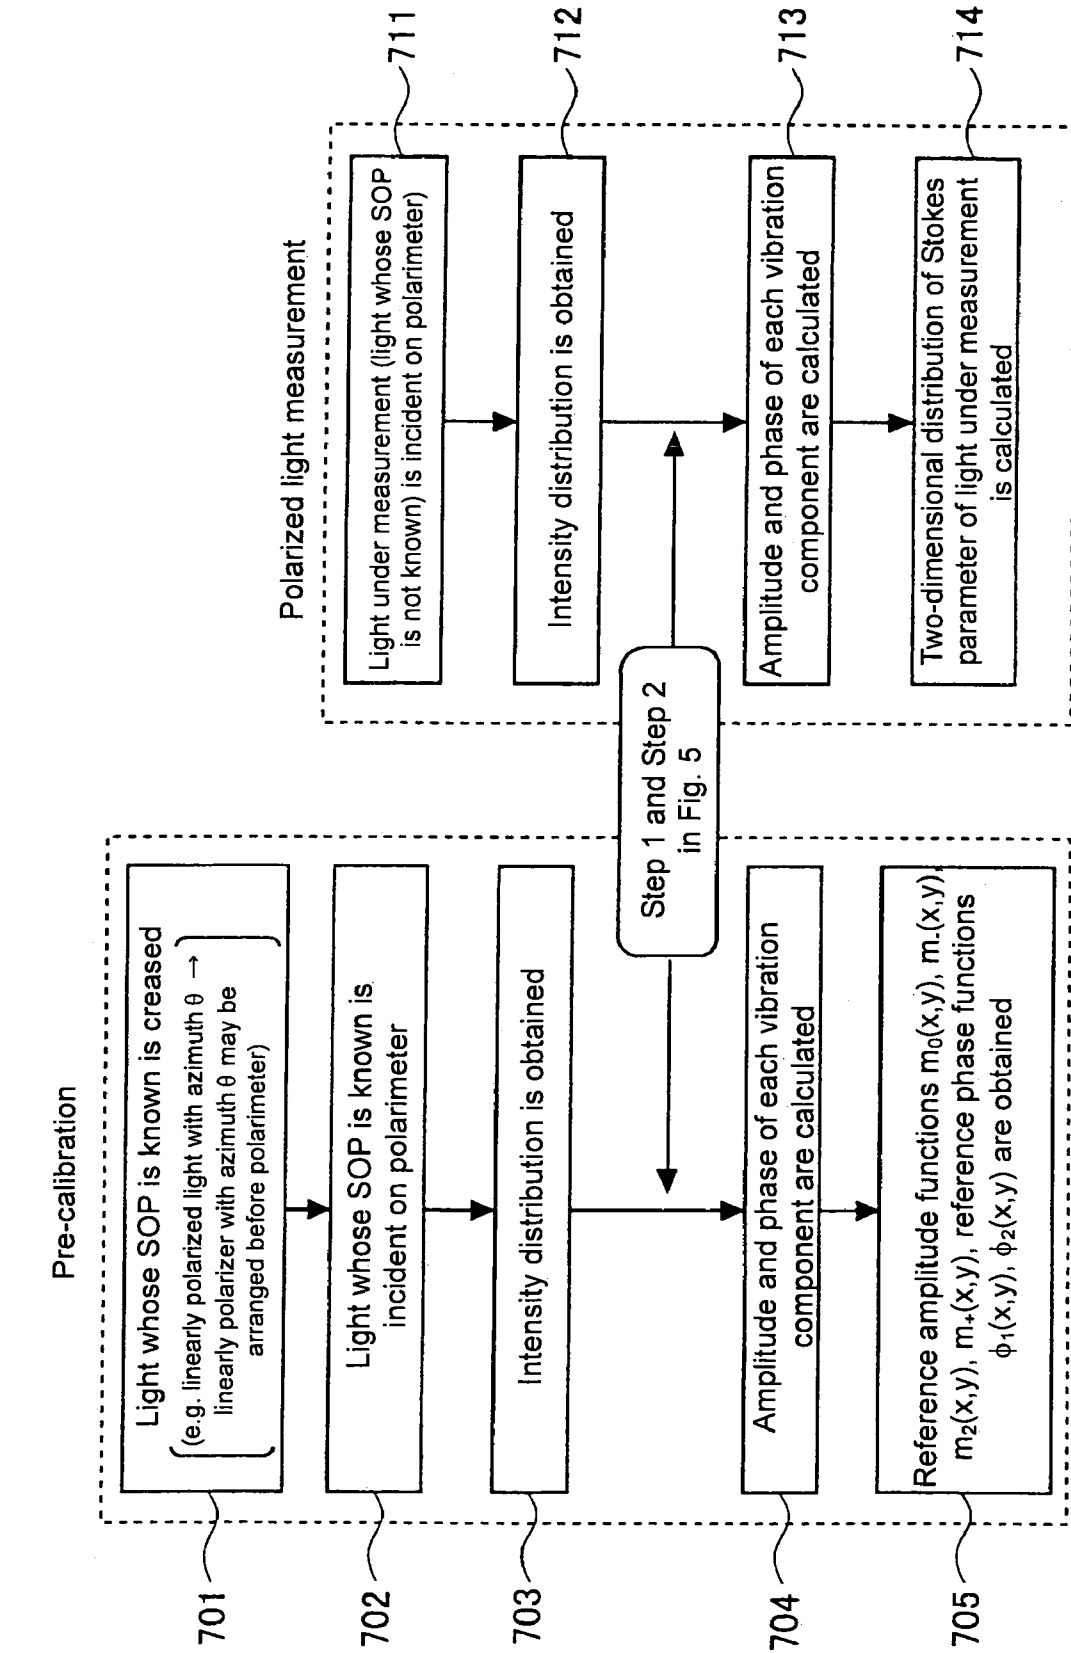 Pre-calibration
701
Light whose SOP is known is creased
(e.g. linearly polarized light with azimuth θ →
linearly polarizer with azimuth θ may be
arranged before polarimeter)
702
Light whose SOP is known is
incident on polarimeter
703
Intensity distribution is obtained
704
Amplitude and phase of each vibration
component are calculated
705
Reference amplitude functions m₀(x,y), m₋(x,y),
m₂(x,y), m₊(x,y), reference phase functions
ϕ₁(x,y), ϕ₂(x,y) are obtained
Step 1 and Step 2
in Fig. 5
Polarized light measurement
Light under measurement (light whose SOP
is not known) is incident on polarimeter)
711
Intensity distribution is obtained
712
Amplitude and phase of each vibration
component are calculated
713
Two-dimensional distribution of Stokes
parameter of light under measurement
is calculated
714